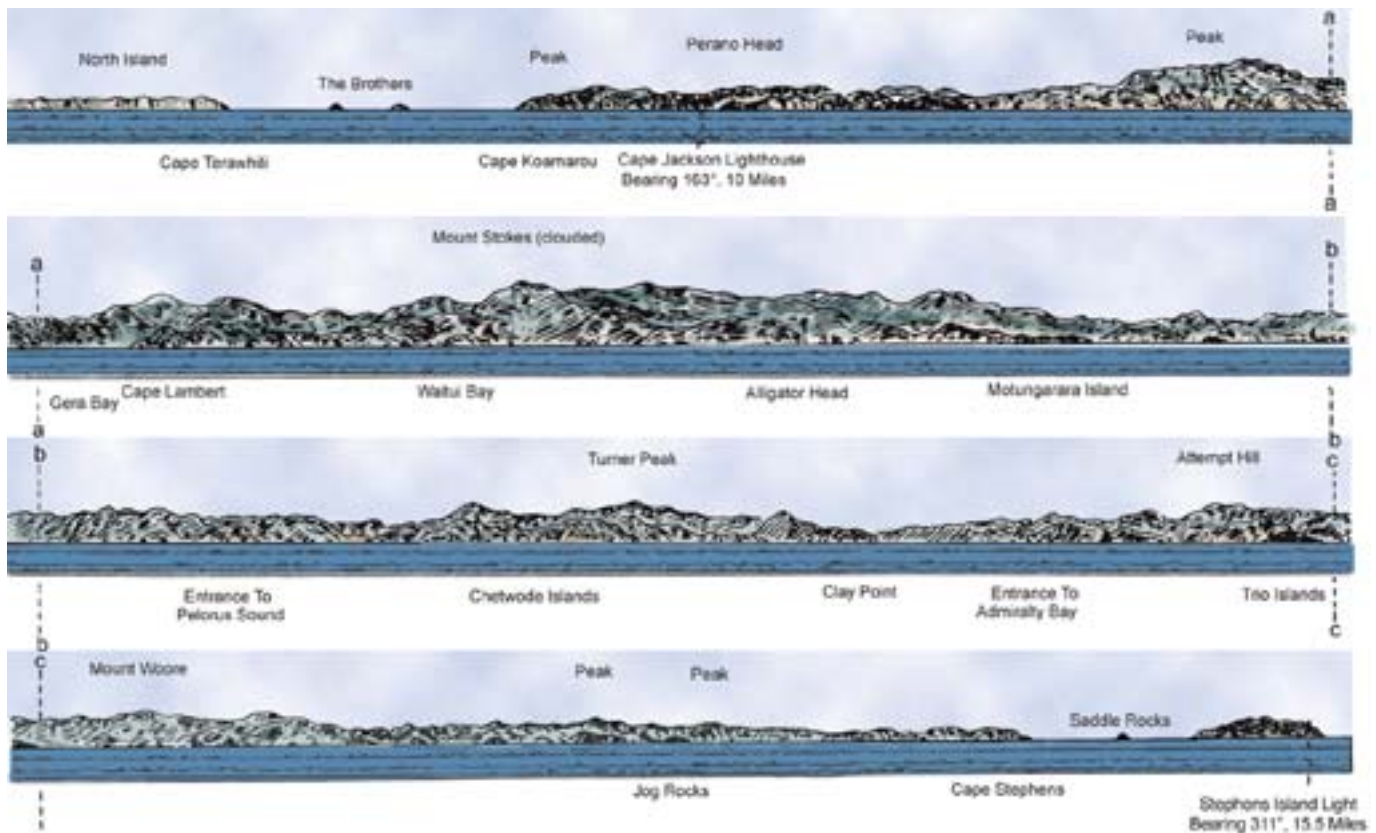 a
North Island
Peak
Perano Head
Peak
The Brothers
Cape Terawhiti
Cape Koamarou
Cape Jackson Lighthouse
Bearing 163°, 10 Miles
a
Mount Stokes (clouded)
a
b
Gera Bay
Cape Lambert
Waitui Bay
Alligator Head
Motungarara Island
a
b
b
c
Turner Peak
Attempt Hill
Entrance To
Pelorus Sound
Chetwode Islands
Clay Point
Entrance To
Admiralty Bay
Trio Islands
b
c
c
Mount Woore
Peak
Peak
Saddle Rocks
Jog Rocks
Cape Stephens
Stephens Island Light
Bearing 311°, 15.5 Miles